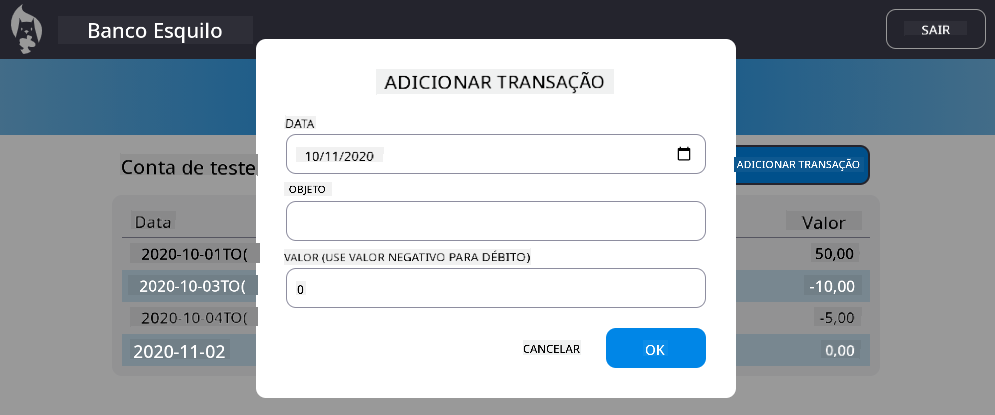 Banco Esquilo
SAIR
ADICIONAR TRANSAÇÃO
DATA
10/11/2020
Conta de teste
ADICIONAR TRANSAÇÃO
OBJETO
Data
Valor
VALOR (USE VALOR NEGATIVO PARA DÉBITO)
2020-10-01TO(
50,00
2020-10-03TO(
-10,00
0
2020-10-04TO(
-5,00
2020-11-02
0,00
CANCELAR
OK